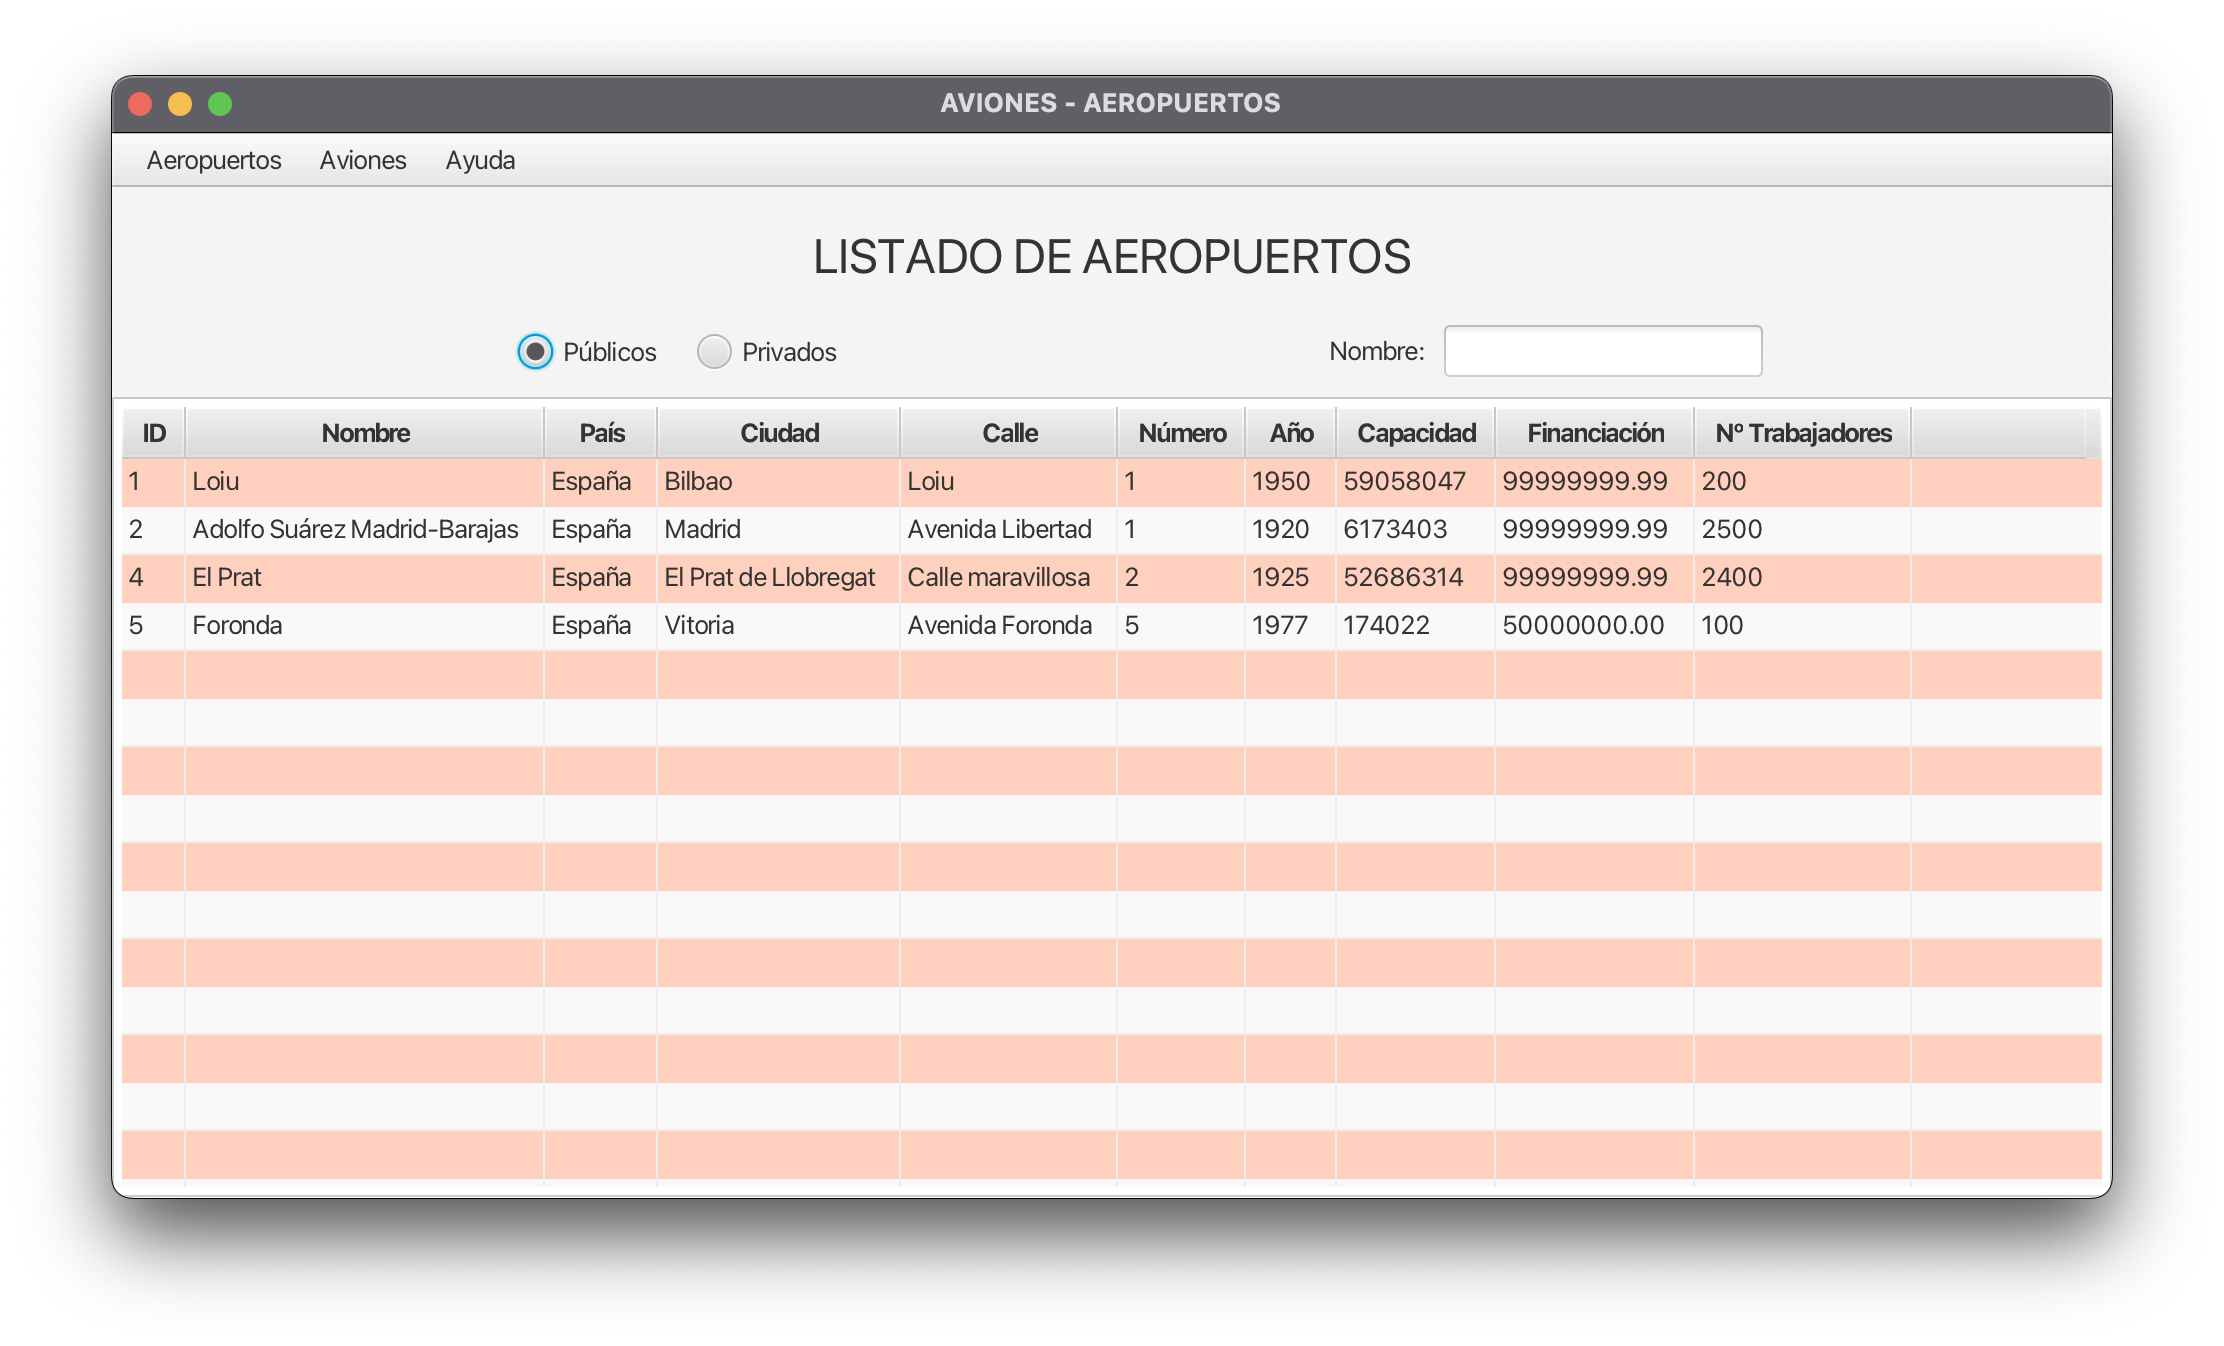 AVIONES - AEROPUERTOS
Aeropuertos Aviones Ayuda
LISTADO DE AEROPUERTOS
Públicos Privados Nombre:
ID Nombre País Ciudad Calle Número Año Capacidad Financiación Nº Trabajadores
1 Loiu España Bilbao Loiu 1 1950 59058047 99999999.99 200
2 Adolfo Suárez Madrid-Barajas España Madrid Avenida Libertad 1 1920 6173403 99999999.99 2500
4 El Prat España El Prat de Llobregat Calle maravillosa 2 1925 52686314 99999999.99 2400
5 Foronda España Vitoria Avenida Foronda 5 1977 174022 50000000.00 100